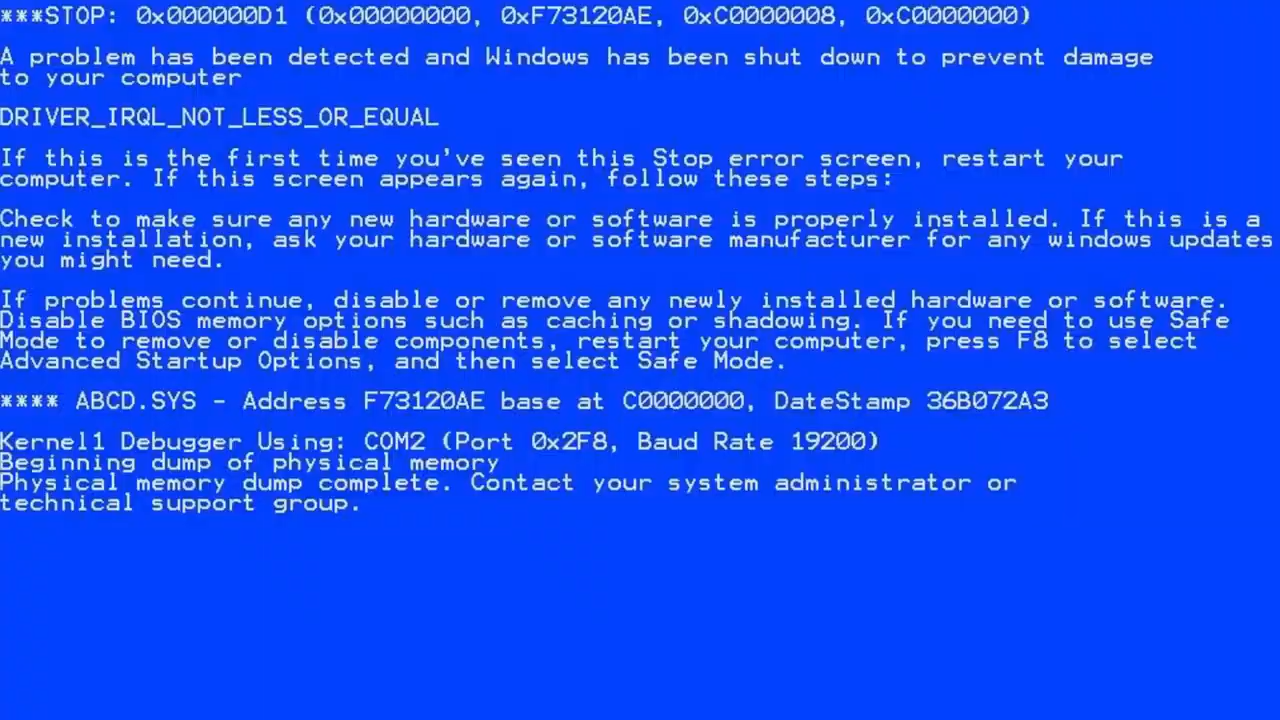 ***STOP: 0x000000D1 (0x00000000, 0xF73120AE, 0xC0000008, 0xC0000000)
A problem has been detected and Windows has been shut down to prevent damage
to your computer
DRIVER_IRQL_NOT_LESS_OR_EQUAL
If this is the first time you've seen this Stop error screen, restart your
computer. If this screen appears again, follow these steps:
Check to make sure any new hardware or software is properly installed. If this is a
new installation, ask your hardware or software manufacturer for any windows updates
you might need.
If problems continue, disable or remove any newly installed hardware or software.
Disable BIOS memory options such as caching or shadowing. If you need to use Safe
Mode to remove or disable components, restart your computer, press F8 to select
Advanced Startup Options, and then select Safe Mode.
**** ABCD.SYS - Address F73120AE base at C0000000, DateStamp 36B072A3
Kernel1 Debugger Using: COM2 (Port 0x2F8, Baud Rate 19200)
Beginning dump of physical memory
Physical memory dump complete. Contact your system administrator or
technical support group.